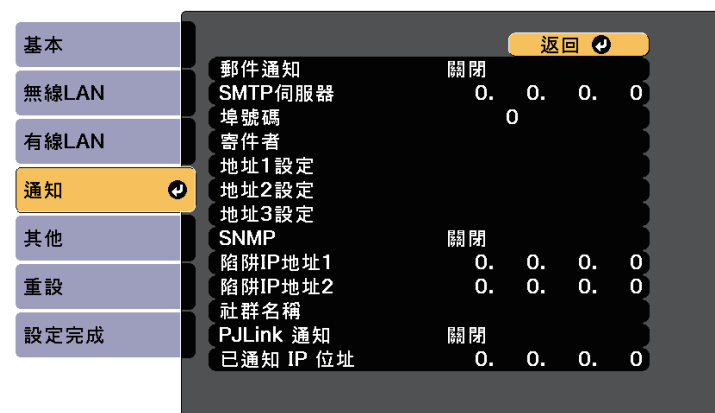 基本
無線LAN
有線LAN
通知
其他
重設
設定完成
返回
郵件通知 關閉
SMTP伺服器 0. 0. 0. 0
埠號碼 0
寄件者
地址1設定
地址2設定
地址3設定
SNMP 關閉
陷阱IP地址1 0. 0. 0. 0
陷阱IP地址2 0. 0. 0. 0
社群名稱
PJLink 通知 關閉
已通知 IP 位址 0. 0. 0. 0